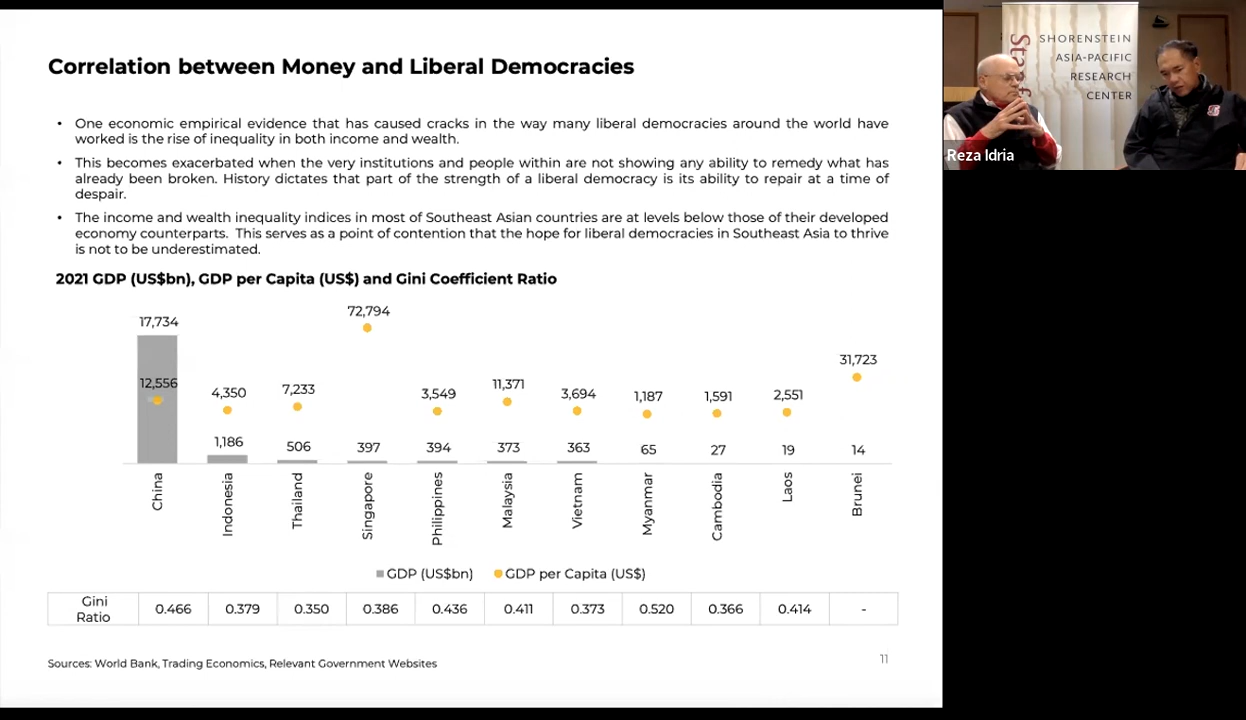 Correlation between Money and Liberal Democracies
• One economic empirical evidence that has caused cracks in the way many liberal democracies around the world have
worked is the rise of inequality in both income and wealth.
• This becomes exacerbated when the very institutions and people within are not showing any ability to remedy what has
already been broken. History dictates that part of the strength of a liberal democracy is its ability to repair at a time of
despair.
• The income and wealth inequality indices in most of Southeast Asian countries are at levels below those of their developed
economy counterparts. This serves as a point of contention that the hope for liberal democracies in Southeast Asia to thrive
is not to be underestimated.
2021 GDP (US$bn), GDP per Capita (US$) and Gini Coefficient Ratio
72,794
17,734
31,723
12,556
4,350
7,233
3,549
11,371
3,694
1,187
1,591
2,551
1,186
506
397
394
373
363
65
27
19
14
China
Indonesia
Thailand
Singapore
Philippines
Malaysia
Vietnam
Myanmar
Cambodia
Laos
Brunei
GDP (US$bn) GDP per Capita (US$)
Gini
Ratio
0.466 0.379 0.350 0.386 0.436 0.411 0.373 0.520 0.366 0.414 -
Sources: World Bank, Trading Economics, Relevant Government Websites
11
SHORENSTEIN
ASIA-PACIFIC
RESEARCH
CENTER
Reza Idria